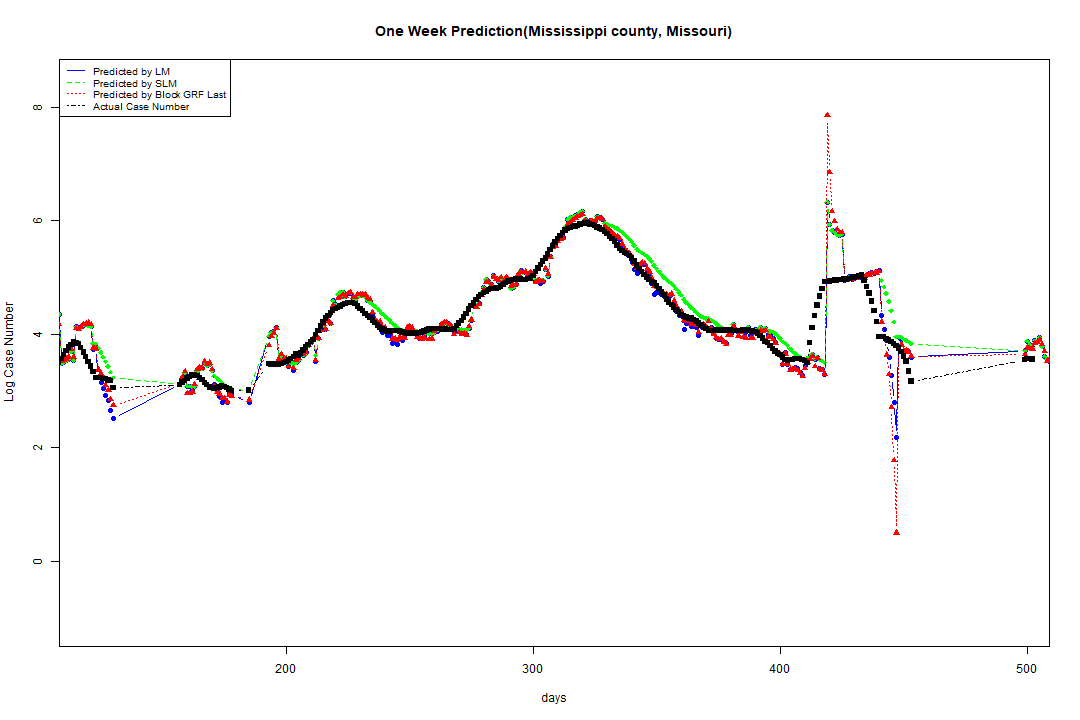 One Week Prediction(Mississippi county, Missouri)
Predicted by LM
Predicted by SLM
Predicted by Block GRF Last
Actual Case Number
8
6
4
2
0
Log Case Number
200 300 400 500
days